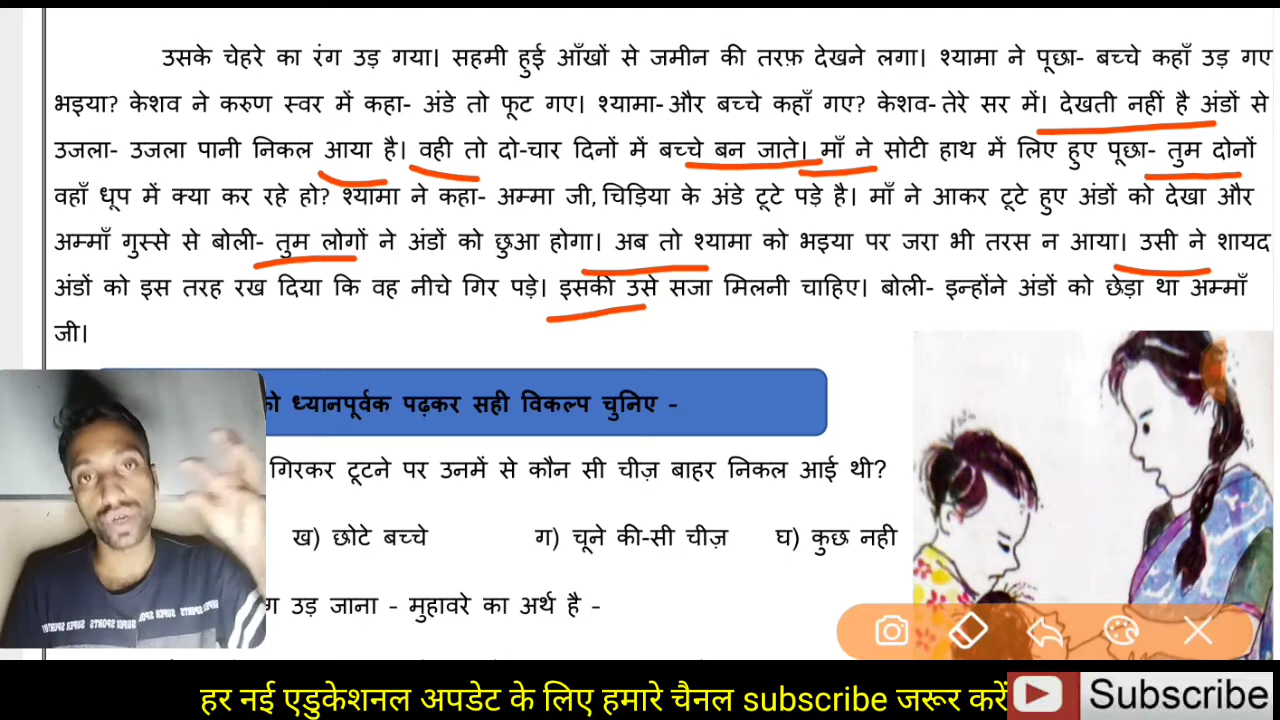 उसके चेहरे का रंग उड़ गया। सहमी हुई आँखों से जमीन की तरफ़ देखने लगा। श्यामा ने पूछा- बच्चे कहाँ उड़ गए
भइया? केशव ने करुण स्वर में कहा- अंडे तो फूट गए। श्यामा- और बच्चे कहाँ गए? केशव- तेरे सर में। देखती नहीं है अंडों से
उजला- उजला पानी निकल आया है। वही तो दो-चार दिनों में बच्चे बन जाते। माँ ने सोटी हाथ में लिए हुए पूछा- तुम दोनों
वहाँ धूप में क्या कर रहे हो? श्यामा ने कहा- अम्मा जी, चिड़िया के अंडे टूटे पड़े है। माँ ने आकर टूटे हुए अंडों को देखा और
अम्माँ गुस्से से बोली- तुम लोगों ने अंडों को छुआ होगा। अब तो श्यामा को भइया पर जरा भी तरस न आया। उसी ने शायद
अंडों को इस तरह रख दिया कि वह नीचे गिर पड़े। इसकी उसे सजा मिलनी चाहिए। बोली- इन्होंने अंडों को छेड़ा था अम्माँ
जी।
ध्यानपूर्वक पढ़कर सही विकल्प चुनिए -
गिरकर टूटने पर उनमें से कौन सी चीज़ बाहर निकल आई थी?
ख) छोटे बच्चे ग) चूने की-सी चीज़ घ) कुछ नही
उड़ जाना - मुहावरे का अर्थ है -
हर नई एडुकेशनल अपडेट के लिए हमारे चैनल subscribe जरूर करें
Subscribe